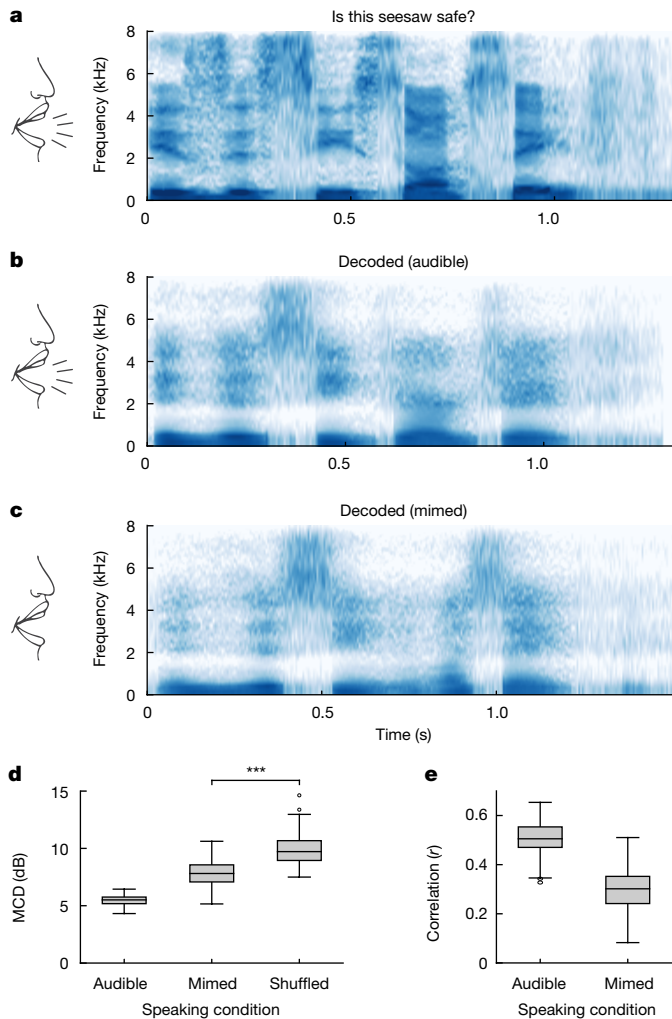 a
Is this seesaw safe?
Frequency (kHz)
8
6
4
2
0
0 0.5 1.0
b
Decoded (audible)
Frequency (kHz)
8
6
4
2
0
0 0.5 1.0
c
Decoded (mimed)
Frequency (kHz)
8
6
4
2
0
0 0.5 1.0
Time (s)
d
***
MCD (dB)
15
10
5
0
Audible Mimed Shuffled
Speaking condition
e
Correlation (r)
0.6
0.4
0.2
0
Audible Mimed
Speaking condition